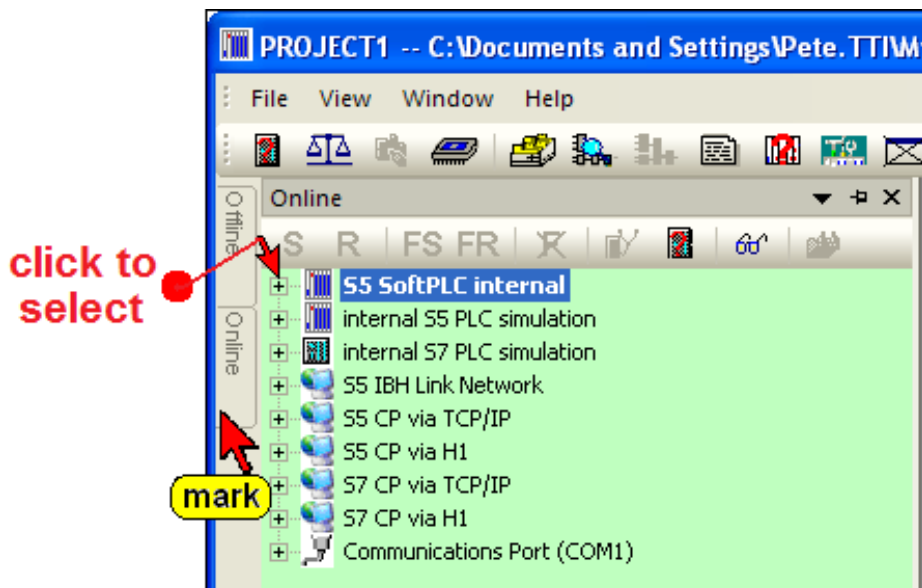 PROJECT1 -- C:\Documents and Settings\Pete.TTI\M
File View Window Help
Offline
Online
Online
S R FS FR
click to
select
S5 SoftPLC internal
internal S5 PLC simulation
internal S7 PLC simulation
S5 IBH Link Network
S5 CP via TCP/IP
S5 CP via H1
S7 CP via TCP/IP
S7 CP via H1
Communications Port (COM1)
mark